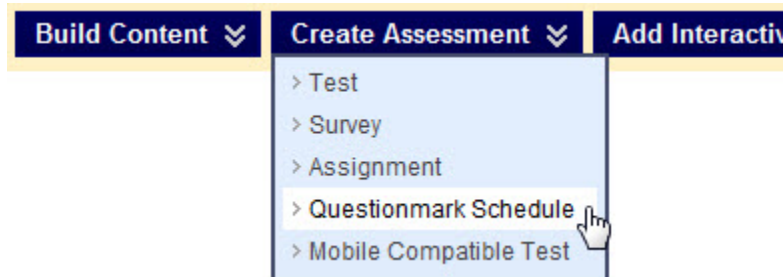 Build Content Create Assessment Add Interactiv
> Test
> Survey
> Assignment
> Questionmark Schedule
> Mobile Compatible Test